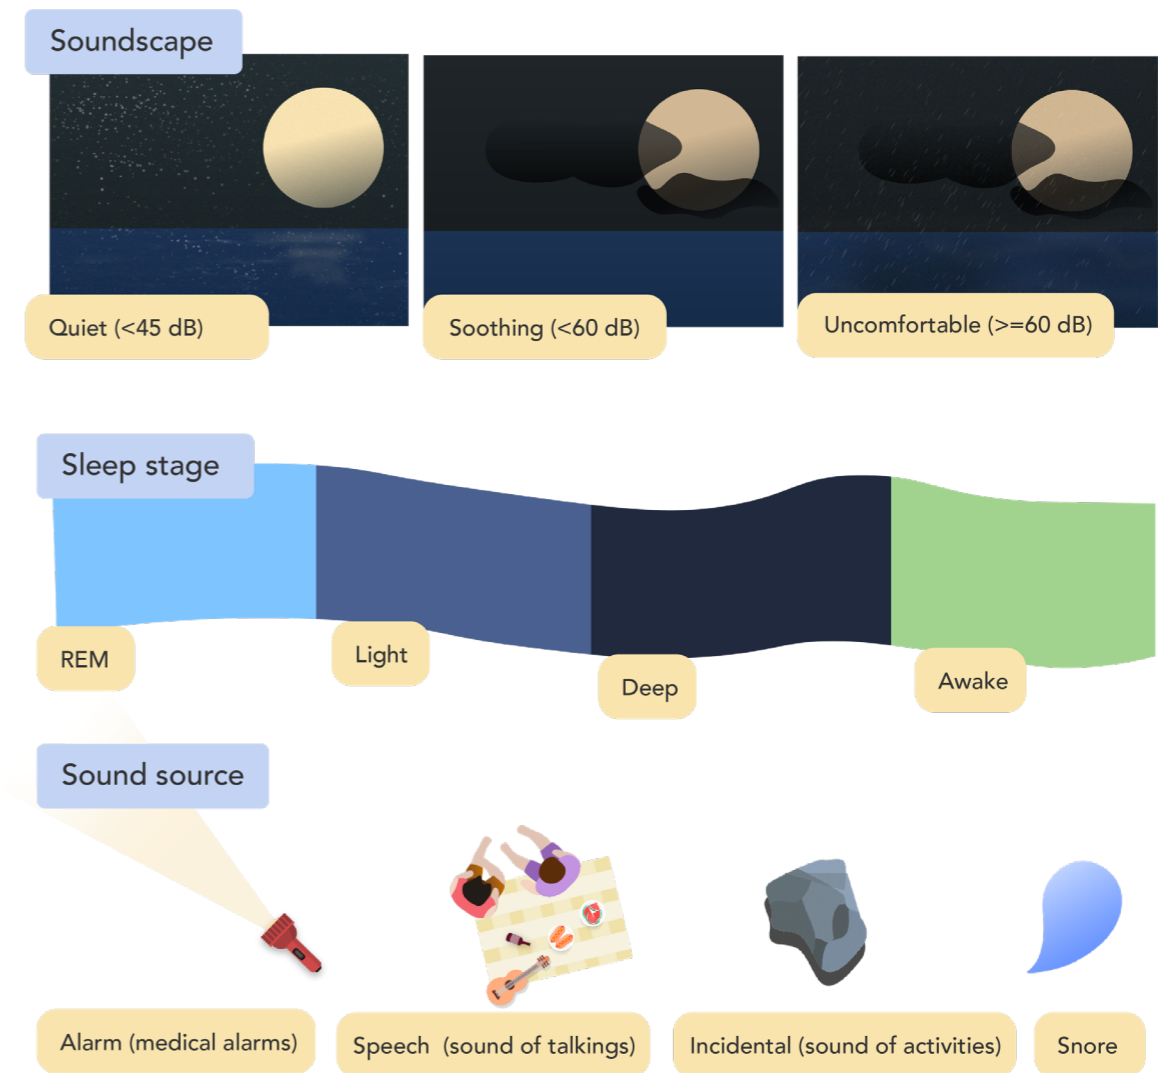 Soundscape
Quiet (<45 dB)
Soothing (<60 dB)
Uncomfortable (>=60 dB)
Sleep stage
REM
Light
Deep
Awake
Sound source
Alarm (medical alarms)
Speech (sound of talkings)
Incidental (sound of activities)
Snore